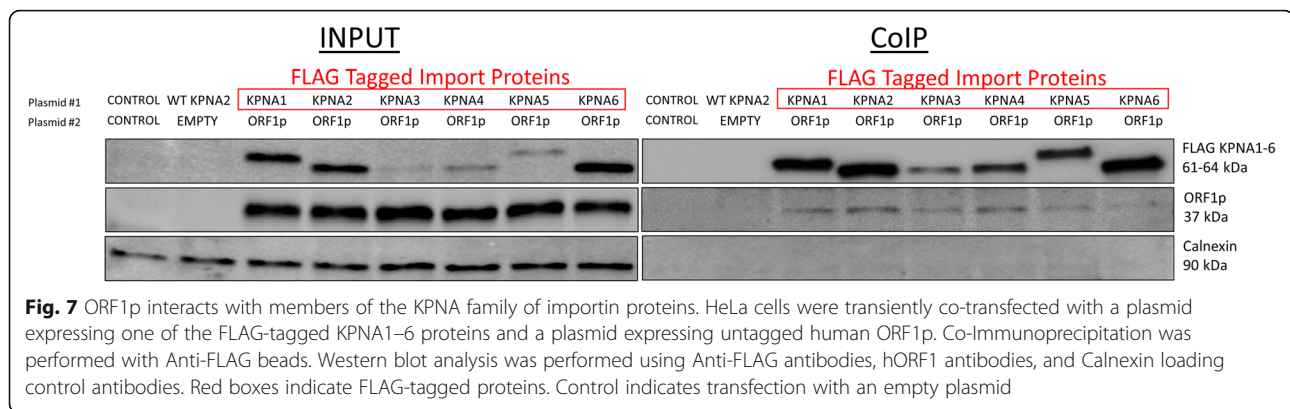 INPUT CoIP
FLAG Tagged Import Proteins FLAG Tagged Import Proteins
Plasmid #1 CONTROL WT KPNA2 KPNA1 KPNA2 KPNA3 KPNA4 KPNA5 KPNA6 CONTROL WT KPNA2 KPNA1 KPNA2 KPNA3 KPNA4 KPNA5 KPNA6
Plasmid #2 CONTROL EMPTY ORF1p ORF1p ORF1p ORF1p ORF1p ORF1p CONTROL EMPTY ORF1p ORF1p ORF1p ORF1p ORF1p ORF1p
FLAG KPNA1-6
61-64 kDa
ORF1p
37 kDa
Calnexin
90 kDa
Fig. 7 ORF1p interacts with members of the KPNA family of importin proteins. HeLa cells were transiently co-transfected with a plasmid
expressing one of the FLAG-tagged KPNA1–6 proteins and a plasmid expressing untagged human ORF1p. Co-Immunoprecipitation was
performed with Anti-FLAG beads. Western blot analysis was performed using Anti-FLAG antibodies, hORF1 antibodies, and Calnexin loading
control antibodies. Red boxes indicate FLAG-tagged proteins. Control indicates transfection with an empty plasmid